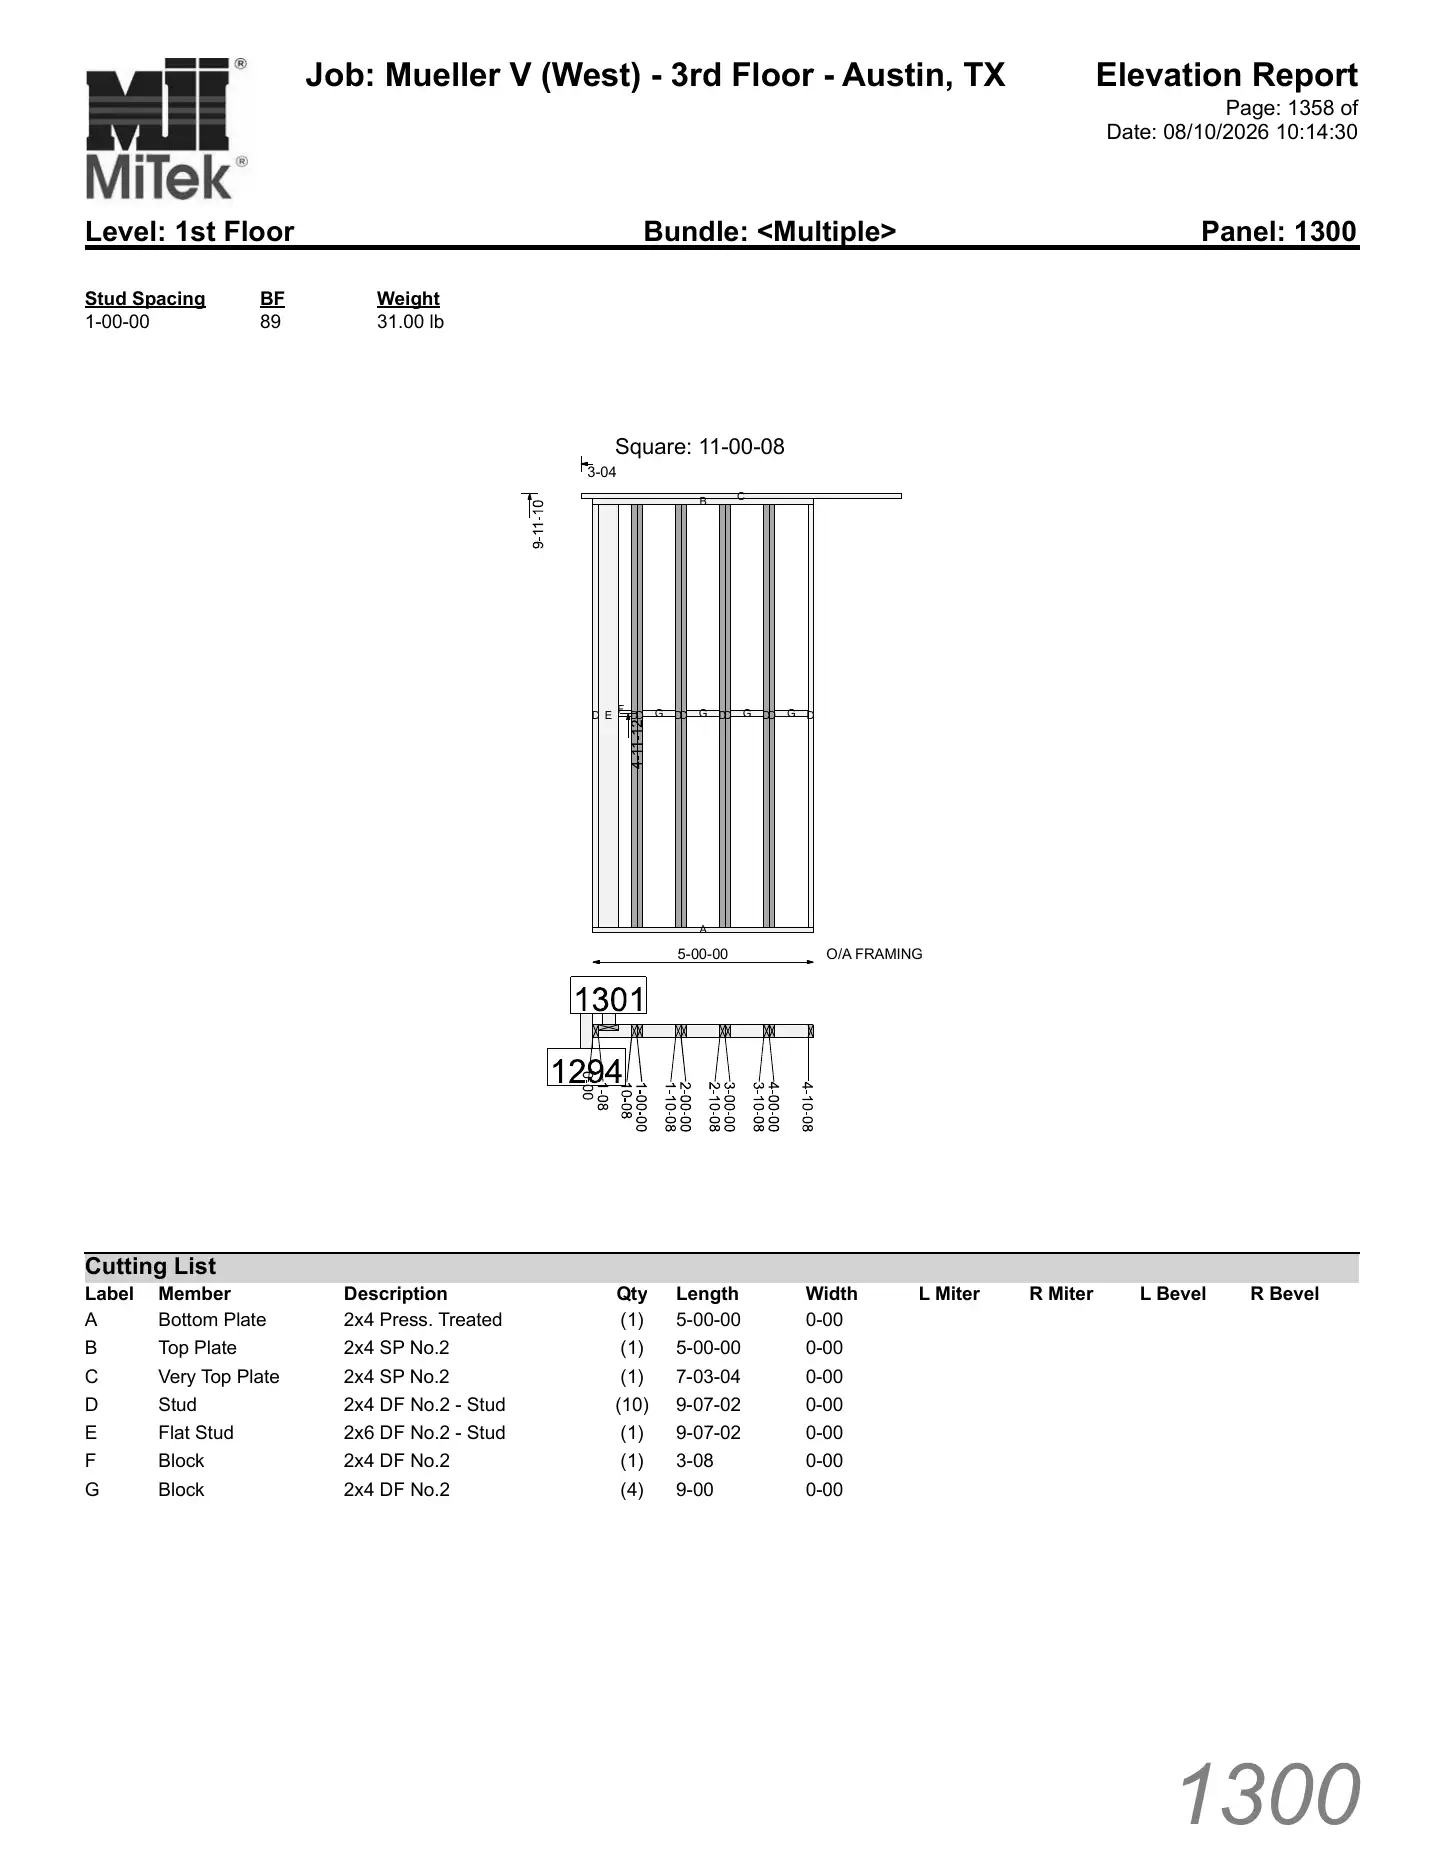 MiTek®
®
Job: Mueller V (West) - 3rd Floor - Austin, TX
Elevation Report
Page: 1358 of
Date: 08/10/2026 10:14:30
Level: 1st Floor Bundle: <Multiple> Panel: 1300
Stud Spacing BF Weight
1-00-00 89 31.00 lb
Square: 11-00-08
3-04
9-11-10
C
B
D E F D D G D D G D D G D D G D
4-11-12
A
5-00-00 O/A FRAMING
1301
1294
0-00 1-08 10-08 1-00-00 1-10-08 2-00-00 2-10-08 3-00-00 3-10-08 4-00-00 4-10-08
Cutting List
Label Member Description Qty Length Width L Miter R Miter L Bevel R Bevel
A Bottom Plate 2x4 Press. Treated (1) 5-00-00 0-00
B Top Plate 2x4 SP No.2 (1) 5-00-00 0-00
C Very Top Plate 2x4 SP No.2 (1) 7-03-04 0-00
D Stud 2x4 DF No.2 - Stud (10) 9-07-02 0-00
E Flat Stud 2x6 DF No.2 - Stud (1) 9-07-02 0-00
F Block 2x4 DF No.2 (1) 3-08 0-00
G Block 2x4 DF No.2 (4) 9-00 0-00
1300